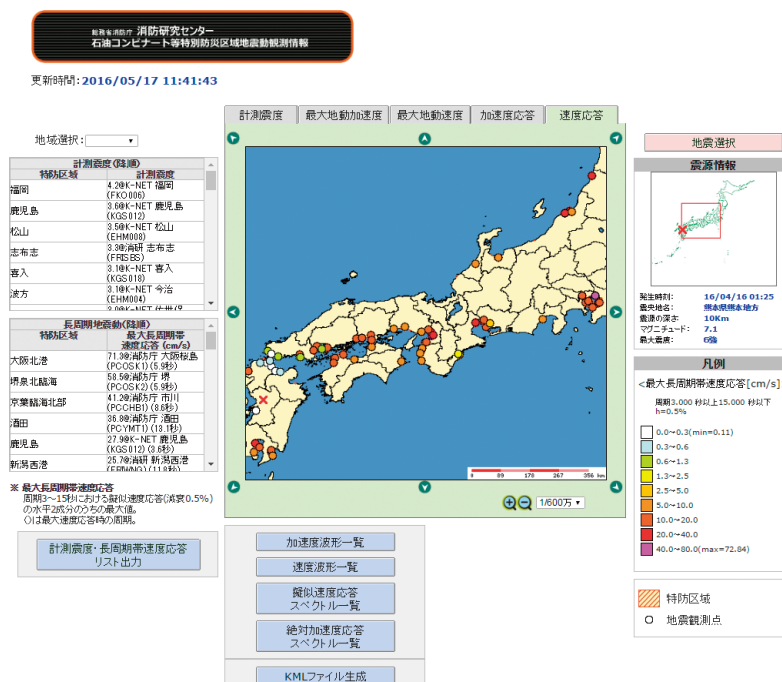 総務省消防庁 消防研究センター
石油コンビナート等特別防災区域地震動観測情報
更新時間:2016/05/17 11:41:43
計測震度
最大地動加速度
最大地動速度
加速度応答
速度応答
地域選択:
計測震度(降順)
特防区域 計測震度
福岡 4.2@K-NET 福岡
(FKO006)
鹿児島 3.6@K-NET 鹿児島
(KGS012)
松山 3.5@K-NET 松山
(EHM008)
志布志 3.3@消研 志布志
(FRISBS)
喜入 3.1@K-NET 喜入
(KGS018)
波方 3.1@K-NET 今治
(EHM004)
長周期地震動(降順)
特防区域 最大長周期帯
速度応答 (cm/s)
大阪北港 71.9@消防庁 大阪桜島
(PCOSK1)(5.9秒)
堺泉北臨海 58.5@消防庁 堺
(PCOSK2)(5.9秒)
京葉臨海北部 41.2@消防庁 市川
(PCCHB1)(8.6秒)
酒田 36.8@消防庁 酒田
(PCYMT1)(13.1秒)
鹿児島 27.9@K-NET 鹿児島
(KGS012)(3.6秒)
新潟西港 25.7@消研 新潟西港
※ 最大長周期帯速度応答
周期3~15秒における擬似速度応答(減衰0.5%)
の水平2成分のうちの最大値。
()は最大速度応答時の周期。
計測震度・長周期帯速度応答
リスト出力
0 89 178 267 356 km
1/600万
加速度波形一覧
速度波形一覧
擬似速度応答
スペクトル一覧
絶対加速度応答
スペクトル一覧
KMLファイル生成
地震選択
震源情報
発生時刻: 16/04/16 01:25
震央地名: 熊本県熊本地方
震源の深さ: 10Km
マグニチュード: 7.1
最大震度: 6強
凡例
<最大長周期帯速度応答[cm/s]
周期3.000 秒以上15.000 秒以下
h=0.5%
0.0~0.3(min=0.11)
0.3~0.6
0.6~1.3
1.3~2.5
2.5~5.0
5.0~10.0
10.0~20.0
20.0~40.0
40.0~80.0(max=72.84)
特防区域
地震観測点